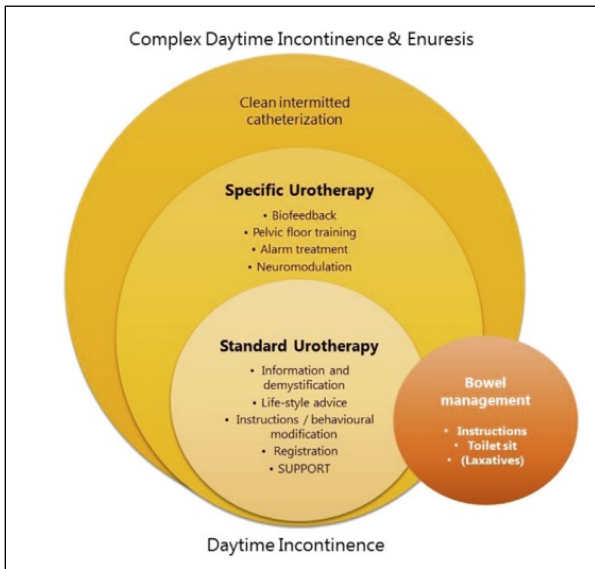 Complex Daytime Incontinence & Enuresis
Clean intermitted
catheterization
Specific Urotherapy
• Biofeedback
• Pelvic floor training
• Alarm treatment
• Neuromodulation
Standard Urotherapy
• Information and
demystification
• Life-style advice
• Instructions / behavioural
modification
• Registration
• SUPPORT
Bowel
management
• Instructions
• Toilet sit
• (Laxatives)
Daytime Incontinence